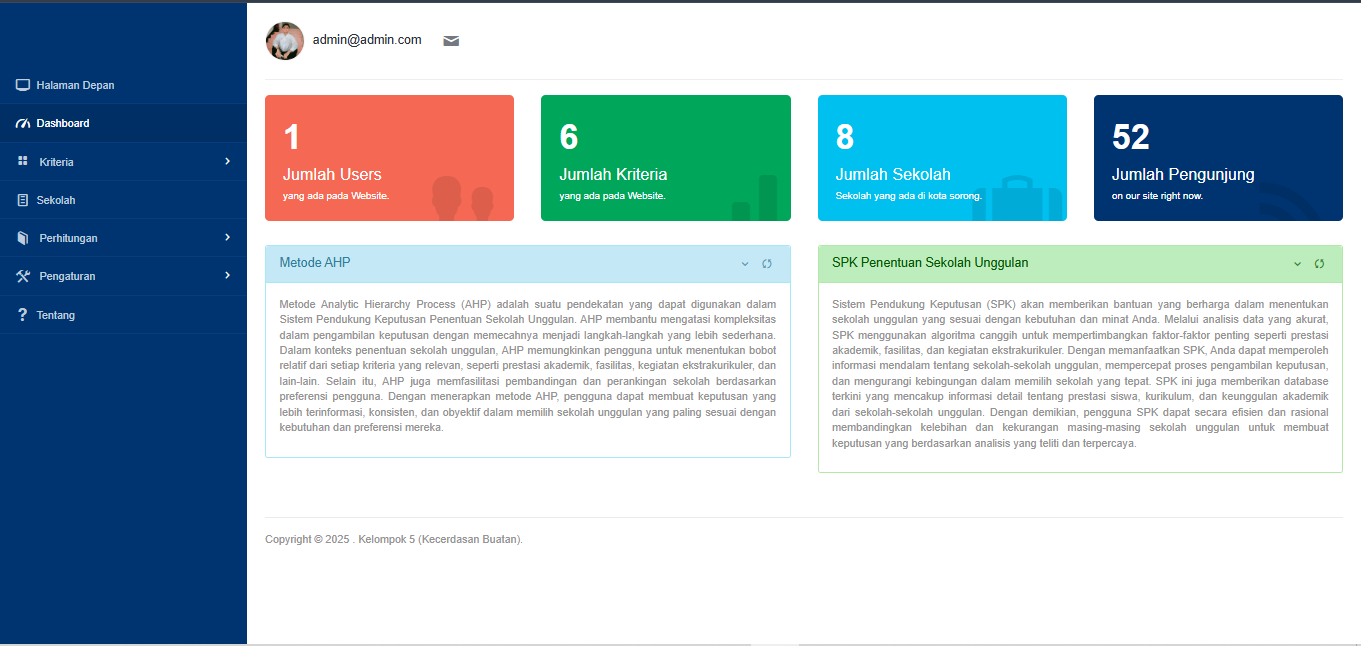 admin@admin.com
Halaman Depan
Dashboard
Kriteria
Sekolah
Perhitungan
Pengaturan
Tentang
1
Jumlah Users
yang ada pada Website.
6
Jumlah Kriteria
yang ada pada Website.
8
Jumlah Sekolah
Sekolah yang ada di kota sorong.
52
Jumlah Pengunjung
on our site right now.
Metode AHP
Metode Analytic Hierarchy Process (AHP) adalah suatu pendekatan yang dapat digunakan dalam
Sistem Pendukung Keputusan Penentuan Sekolah Unggulan. AHP membantu mengatasi kompleksitas
dalam pengambilan keputusan dengan memecahnya menjadi langkah-langkah yang lebih sederhana.
Dalam konteks penentuan sekolah unggulan, AHP memungkinkan pengguna untuk menentukan bobot
relatif dari setiap kriteria yang relevan, seperti prestasi akademik, fasilitas, kegiatan ekstrakurikuler, dan
lain-lain. Selain itu, AHP juga memfasilitasi pembandingan dan perankingan sekolah berdasarkan
preferensi pengguna. Dengan menerapkan metode AHP, pengguna dapat membuat keputusan yang
lebih terinformasi, konsisten, dan obyektif dalam memilih sekolah unggulan yang paling sesuai dengan
kebutuhan dan preferensi mereka.
SPK Penentuan Sekolah Unggulan
Sistem Pendukung Keputusan (SPK) akan memberikan bantuan yang berharga dalam menentukan
sekolah unggulan yang sesuai dengan kebutuhan dan minat Anda. Melalui analisis data yang akurat,
SPK menggunakan algoritma canggih untuk mempertimbangkan faktor-faktor penting seperti prestasi
akademik, fasilitas, dan kegiatan ekstrakurikuler. Dengan memanfaatkan SPK, Anda dapat memperoleh
informasi mendalam tentang sekolah-sekolah unggulan, mempercepat proses pengambilan keputusan,
dan mengurangi kebingungan dalam memilih sekolah yang tepat. SPK ini juga memberikan database
terkini yang mencakup informasi detail tentang prestasi siswa, kurikulum, dan keunggulan akademik
dari sekolah-sekolah unggulan. Dengan demikian, pengguna SPK dapat secara efisien dan rasional
membandingkan kelebihan dan kekurangan masing-masing sekolah unggulan untuk membuat
keputusan yang berdasarkan analisis yang teliti dan terpercaya.
Copyright © 2025 . Kelompok 5 (Kecerdasan Buatan).